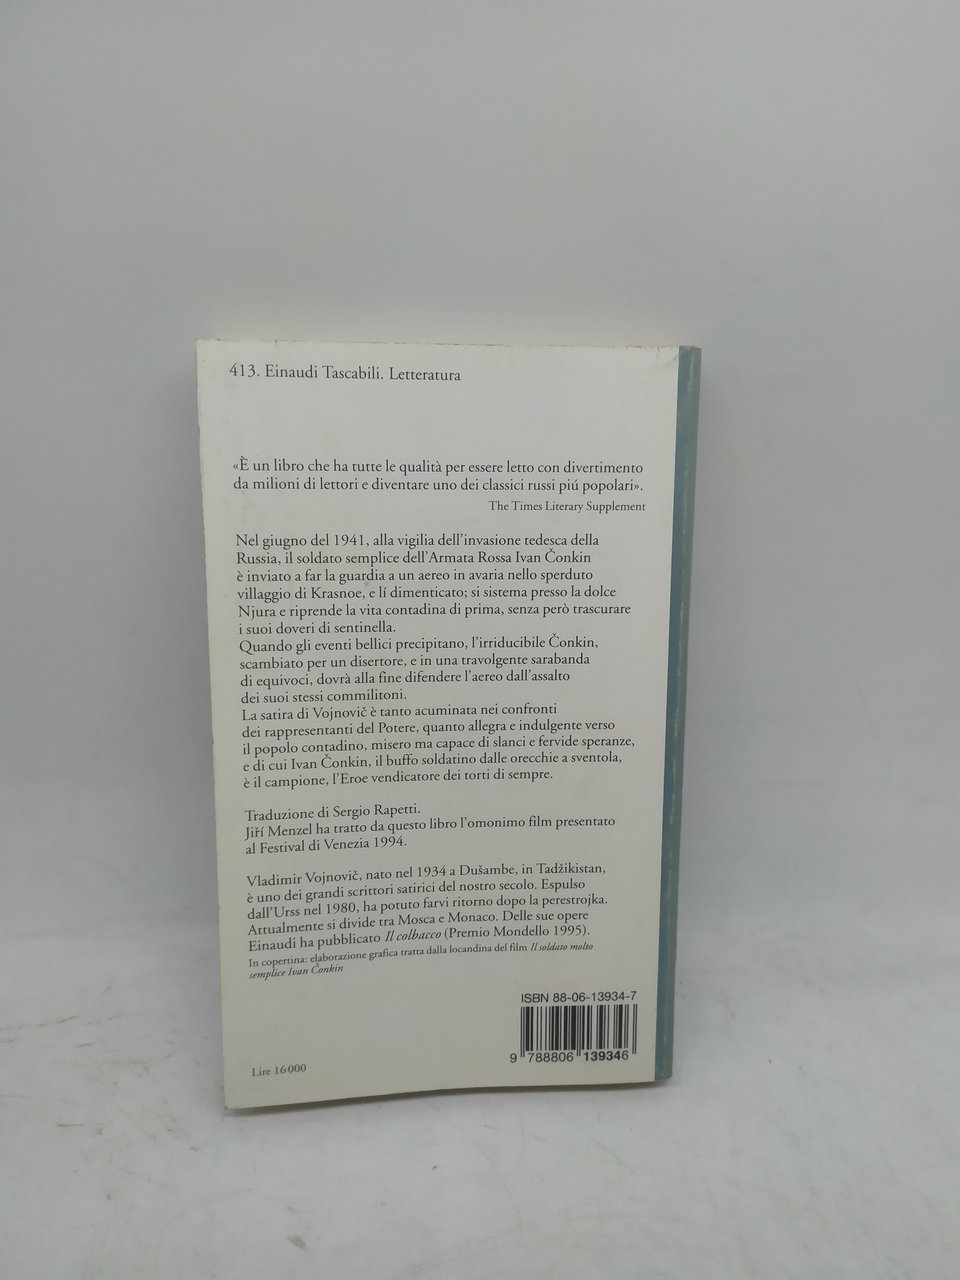 413. Einaudi Tascabili. Letteratura
«È un libro che ha tutte le qualità per essere letto con divertimento
da milioni di lettori e diventare uno dei classici russi piú popolari».
The Times Literary Supplement
Nel giugno del 1941, alla vigilia dell'invasione tedesca della
Russia, il soldato semplice dell'Armata Rossa Ivan Čonkin
è inviato a far la guardia a un aereo in avaria nello sperduto
villaggio di Krasnoe, e lí dimenticato; si sistema presso la dolce
Njura e riprende la vita contadina di prima, senza però trascurare
i suoi doveri di sentinella.
Quando gli eventi bellici precipitano, l'irriducibile Čonkin,
scambiato per un disertore, e in una travolgente sarabanda
di equivoci, dovrà alla fine difendere l'aereo dall'assalto
dei suoi stessi commilitoni.
La satira di Vojnovič è tanto acuminata nei confronti
dei rappresentanti del Potere, quanto allegra e indulgente verso
il popolo contadino, misero ma capace di slanci e fervide speranze,
e di cui Ivan Čonkin, il buffo soldatino dalle orecchie a sventola,
è il campione, l'Eroe vendicatore dei torti di sempre.
Traduzione di Sergio Rapetti.
Jiří Menzel ha tratto da questo libro l'omonimo film presentato
al Festival di Venezia 1994.
Vladimir Vojnovič, nato nel 1934 a Dušambe, in Tadžikistan,
è uno dei grandi scrittori satirici del nostro secolo. Espulso
dall'Urss nel 1980, ha potuto farvi ritorno dopo la perestrojka.
Attualmente si divide tra Mosca e Monaco. Delle sue opere
Einaudi ha pubblicato Il colbacco (Premio Mondello 1995).
In copertina: elaborazione grafica tratta dalla locandina del film Il soldato molto
semplice Ivan Čonkin
ISBN 88-06-13934-7
9 788806 139346
Lire 16000